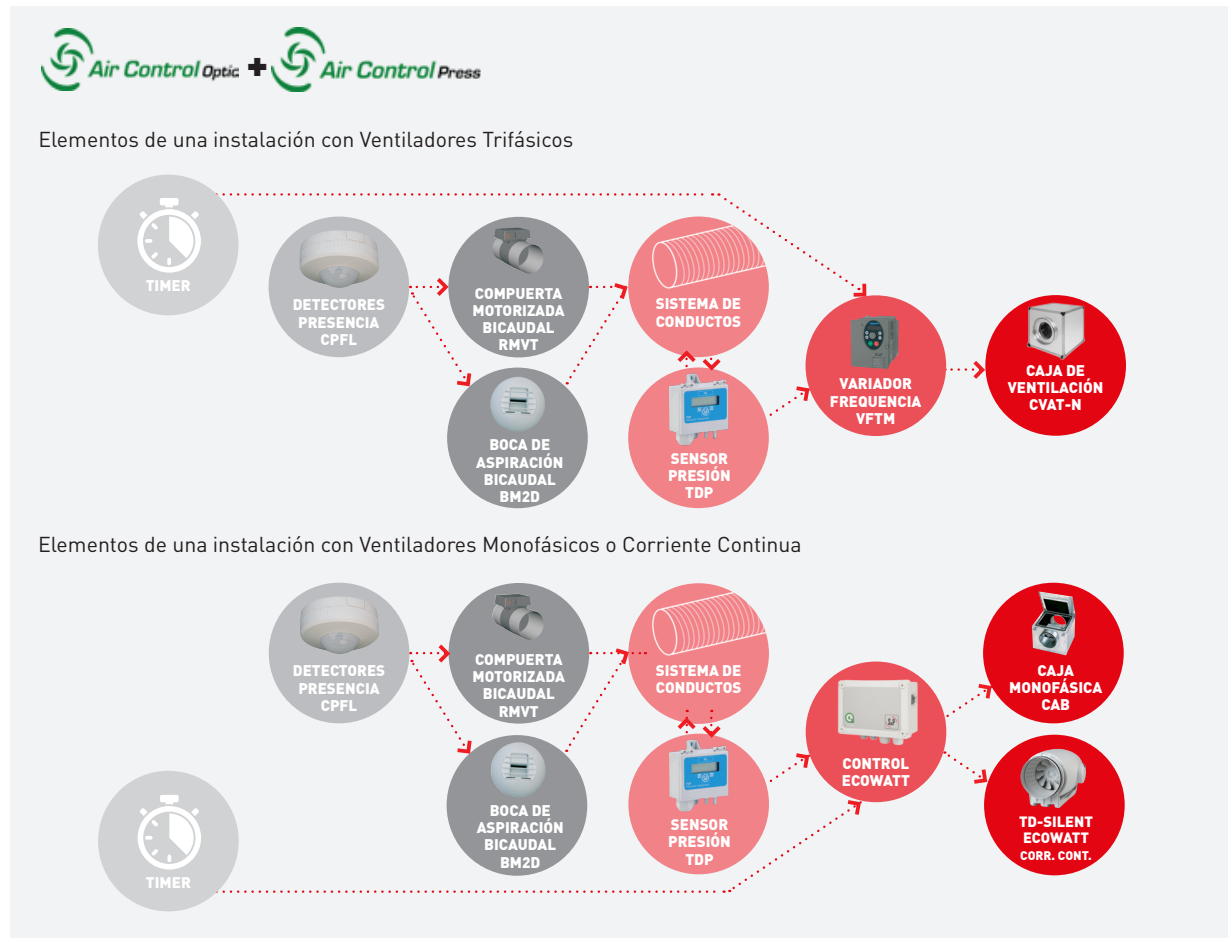 Air Control Optic + Air Control Press
Elementos de una instalación con Ventiladores Trifásicos
TIMER
DETECTORES
PRESENCIA
CPFL
COMPUERTA
MOTORIZADA
BICAUDAL
RMVT
BOCA DE
ASPIRACIÓN
BICAUDAL
BM2D
SISTEMA DE
CONDUCTOS
SENSOR
PRESIÓN
TDP
VARIADOR
FREQUENCIA
VFTM
CAJA DE
VENTILACIÓN
CVAT-N
Elementos de una instalación con Ventiladores Monofásicos o Corriente Continua
DETECTORES
PRESENCIA
CPFL
COMPUERTA
MOTORIZADA
BICAUDAL
RMVT
BOCA DE
ASPIRACIÓN
BICAUDAL
BM2D
SISTEMA DE
CONDUCTOS
SENSOR
PRESIÓN
TDP
TIMER
CONTROL
ECOWATT
CAJA
MONOFÁSICA
CAB
TD-SILENT
ECOWATT
CORR. CONT.